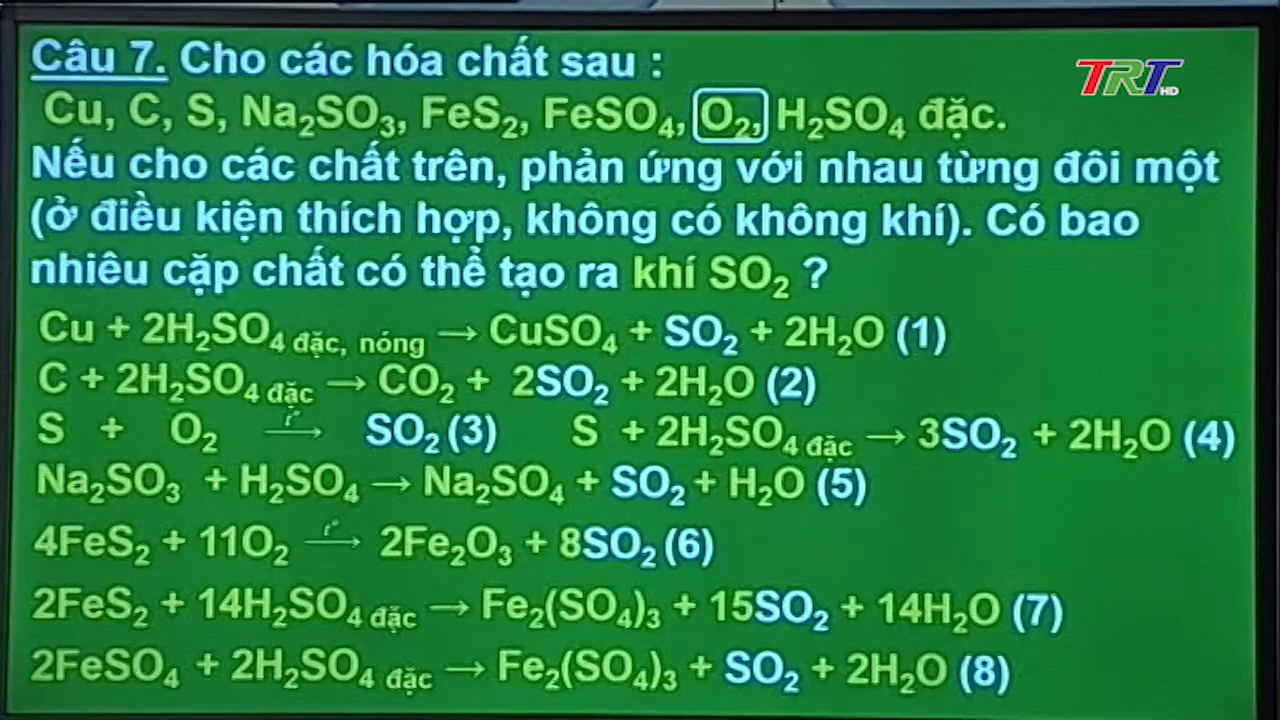 Câu 7. Cho các hóa chất sau :
TRT HD
Cu, C, S, Na₂SO₃, FeS₂, FeSO₄, O₂, H₂SO₄ đặc.
Nếu cho các chất trên, phản ứng với nhau từng đôi một
(ở điều kiện thích hợp, không có không khí). Có bao
nhiêu cặp chất có thể tạo ra khí SO₂ ?
Cu + 2H₂SO₄ đặc, nóng → CuSO₄ + SO₂ + 2H₂O (1)
C + 2H₂SO₄ đặc → CO₂ + 2SO₂ + 2H₂O (2)
S + O₂ —t°→ SO₂ (3) S + 2H₂SO₄ đặc → 3SO₂ + 2H₂O (4)
Na₂SO₃ + H₂SO₄ → Na₂SO₄ + SO₂ + H₂O (5)
4FeS₂ + 11O₂ —t°→ 2Fe₂O₃ + 8SO₂ (6)
2FeS₂ + 14H₂SO₄ đặc → Fe₂(SO₄)₃ + 15SO₂ + 14H₂O (7)
2FeSO₄ + 2H₂SO₄ đặc → Fe₂(SO₄)₃ + SO₂ + 2H₂O (8)